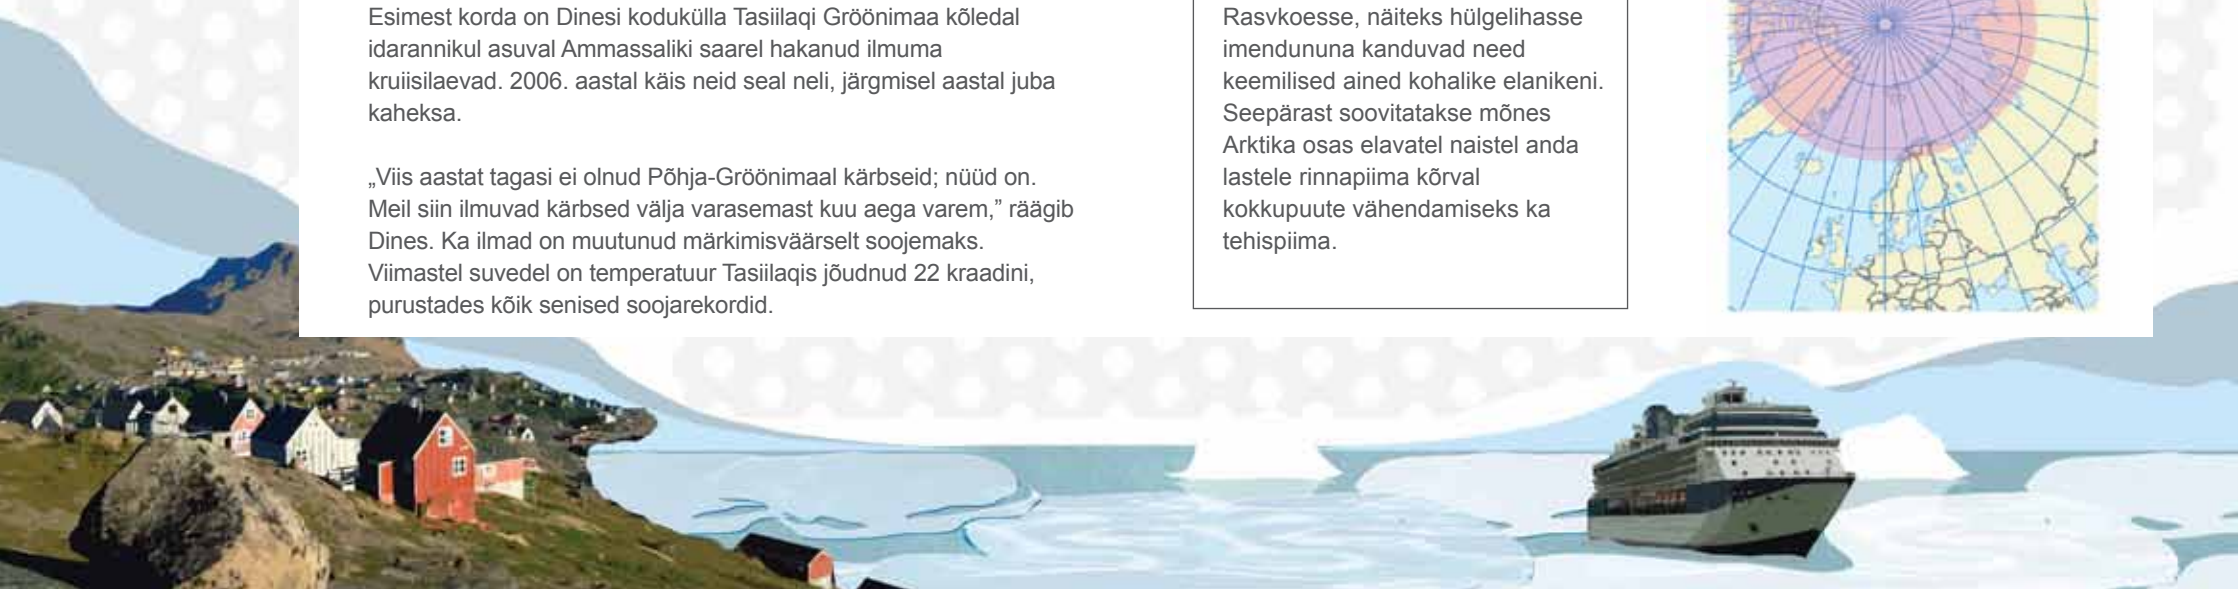 Esimest korda on Dinesi kodukülla Tasiilaqi Gröönimaa kõledal
idarannikul asuval Ammassaliki saarel hakanud ilmuma
kruiisilaevad. 2006. aastal käis neid seal neli, järgmisel aastal juba
kaheksa.
„Viis aastat tagasi ei olnud Põhja-Gröönimaal kärbseid; nüüd on.
Meil siin ilmuvad kärbsed välja varasemast kuu aega varem,” räägib
Dines. Ka ilmad on muutunud märkimisväärselt soojemaks.
Viimastel suvedel on temperatuur Tasiilaqis jõudnud 22 kraadini,
purustades kõik senised soojarekordid.
Rasvkoesse, näiteks hülgelihasse
imendununa kanduvad need
keemilised ained kohalike elanikeni.
Seepärast soovitatakse mõnes
Arktika osas elavatel naistel anda
lastele rinnapiima kõrval
kokkupuute vähendamiseks ka
tehispiima.